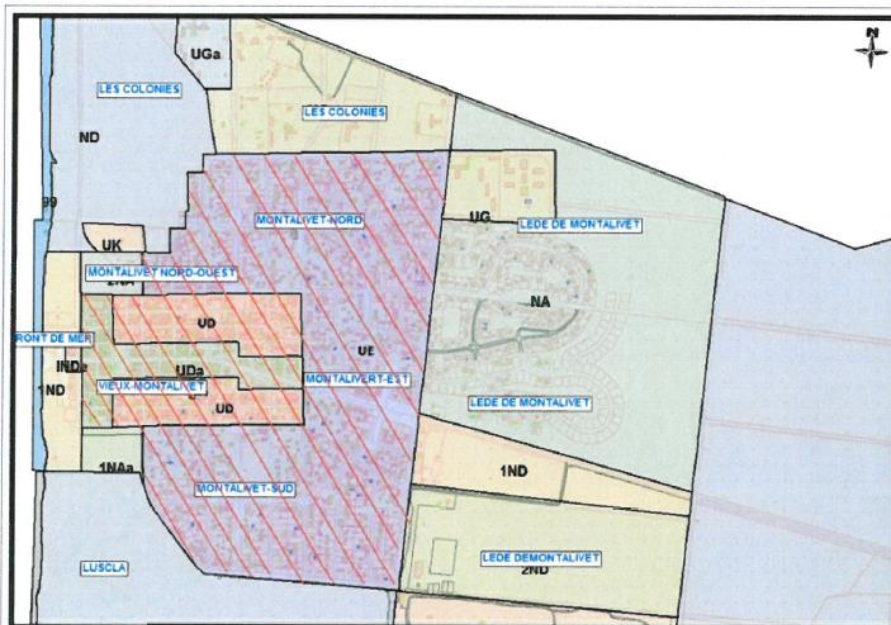 N
UGa
LES COLONIES
LES COLONIES
ND
99
MONTALIVET-NORD
UG
LEDE DE MONTALIVET
UK
MONTALIVET NORD-OUEST
2NA
NA
UD
RONT DE MER
UE
INDa
UDa
MONTALIVERT-EST
1ND
VIEUX-MONTALIVET
LEDE DE MONTALIVET
UD
1NAa
1ND
MONTALIVET-SUD
LEDE DEMONTALIVET
2ND
LUSCLA